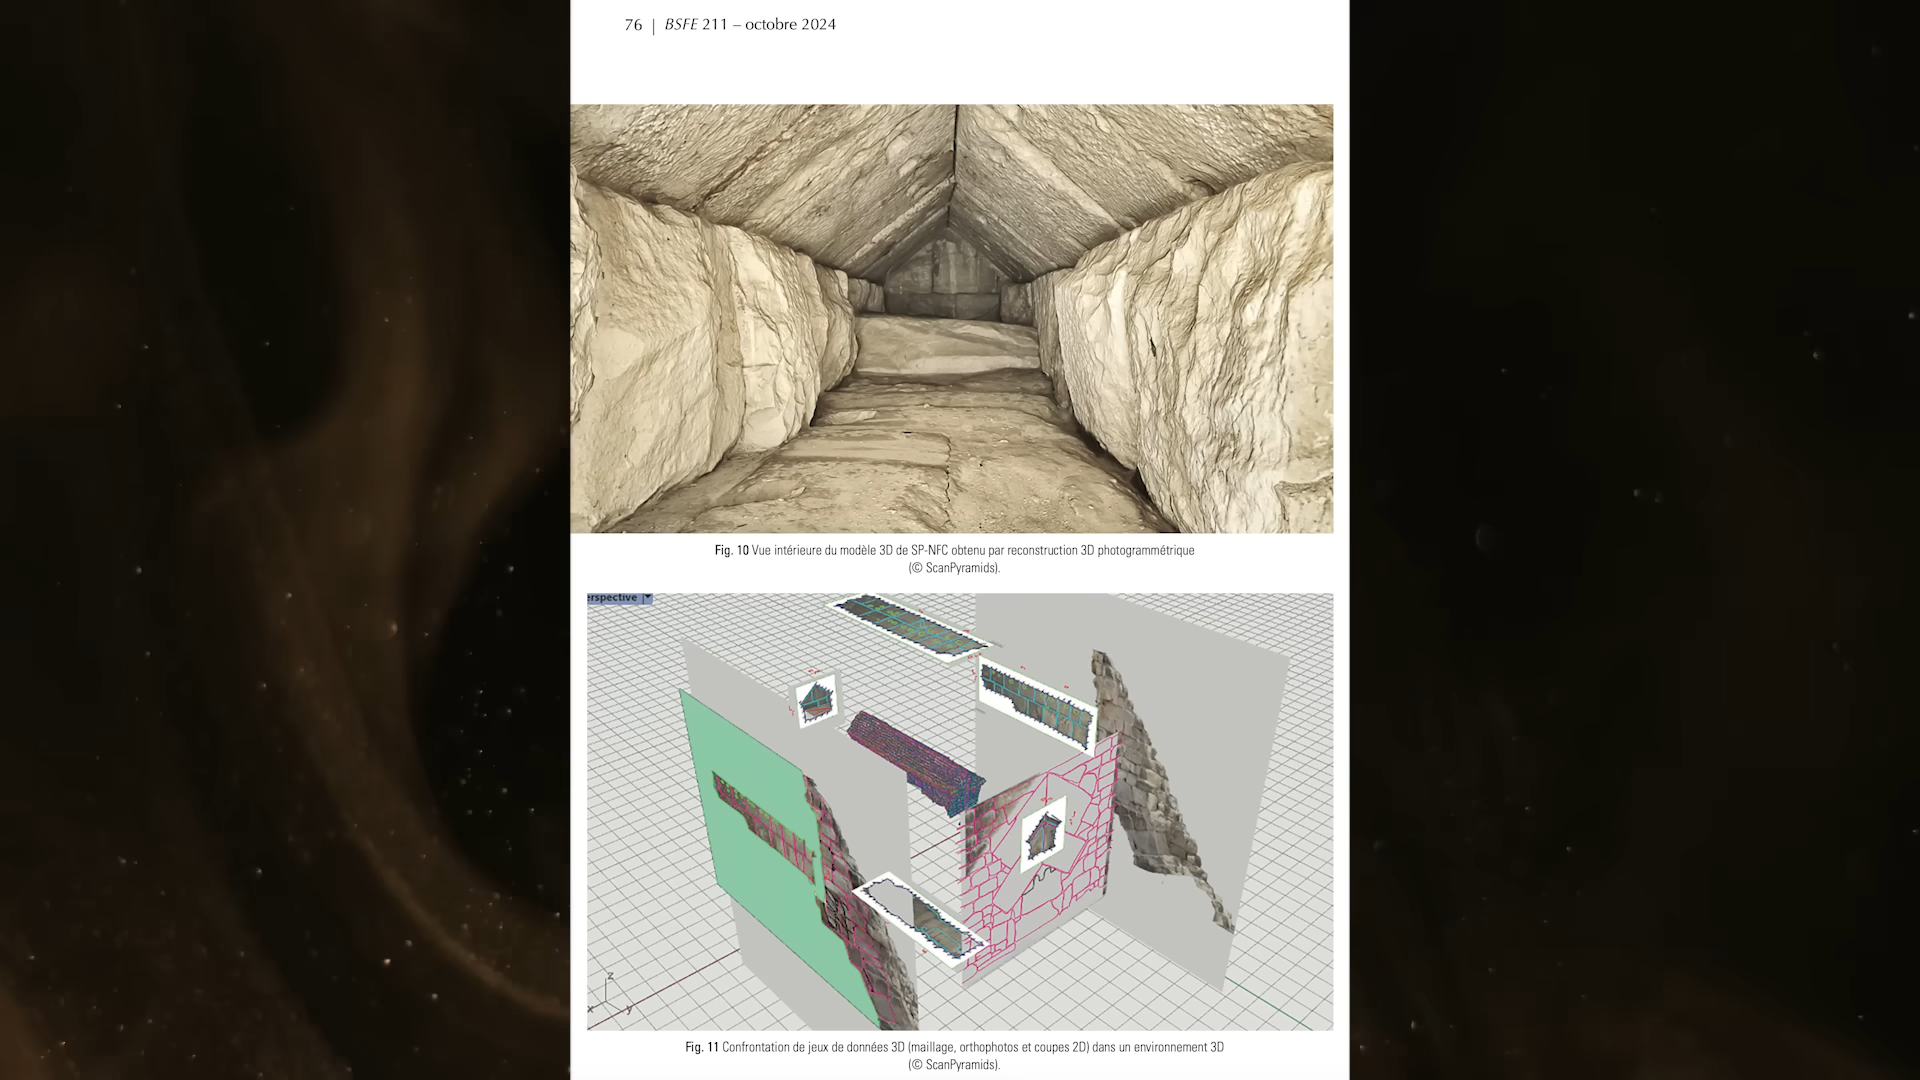 76 | BSFE 211 – octobre 2024
Fig. 10 Vue intérieure du modèle 3D de SP-NFC obtenu par reconstruction 3D photogrammétrique
(© ScanPyramids).
erspective
z
x
y
Fig. 11 Confrontation de jeux de données 3D (maillage, orthophotos et coupes 2D) dans un environnement 3D
(© ScanPyramids).